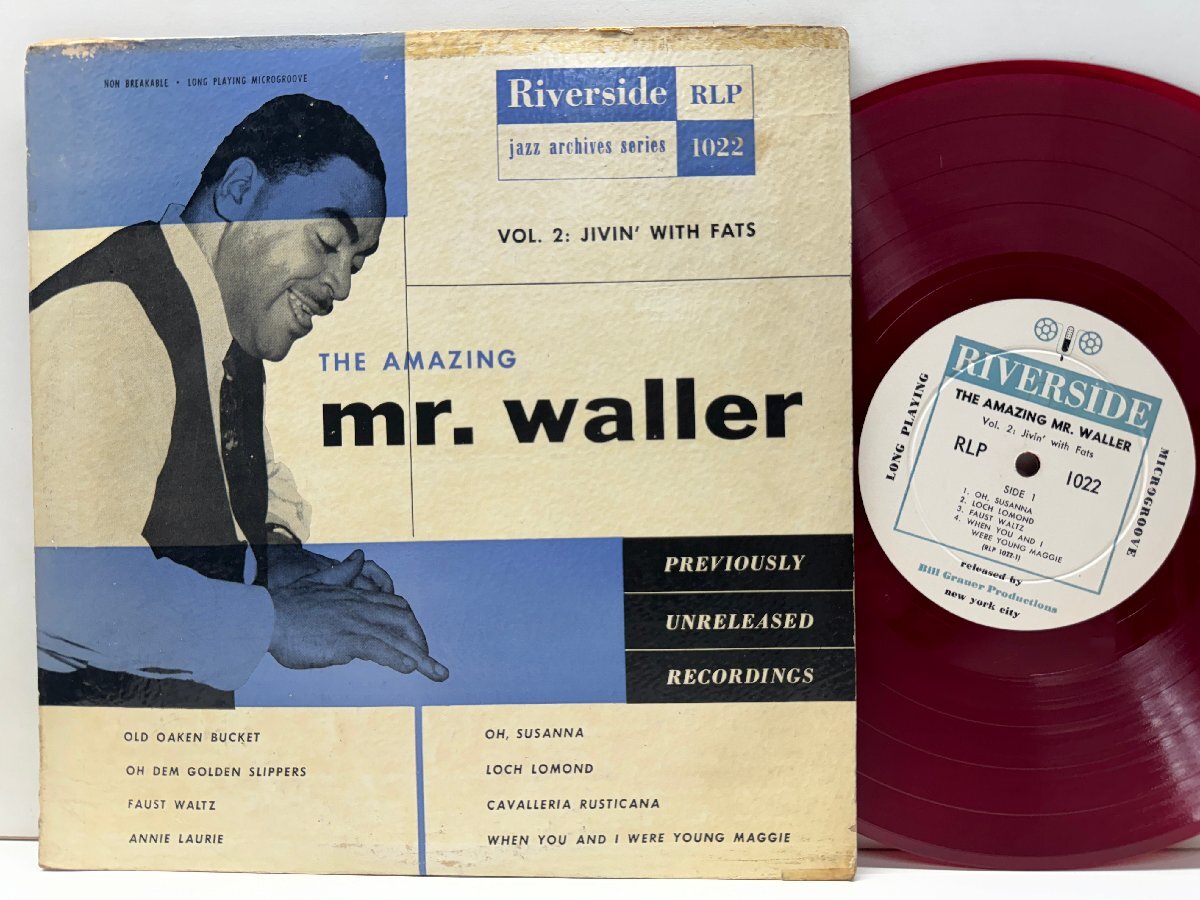 NON BREAKABLE • LONG PLAYING MICROGROOVE
Riverside RLP
jazz archives series 1022
VOL. 2: JIVIN' WITH FATS
THE AMAZING
mr. waller
PREVIOUSLY
UNRELEASED
RECORDINGS
OLD OAKEN BUCKET
OH DEM GOLDEN SLIPPERS
FAUST WALTZ
ANNIE LAURIE
OH, SUSANNA
LOCH LOMOND
CAVALLERIA RUSTICANA
WHEN YOU AND I WERE YOUNG MAGGIE
RIVERSIDE
THE AMAZING MR. WALLER
Vol. 2: Jivin' with Fats
RLP 1022
SIDE 1
1. OH, SUSANNA
2. LOCH LOMOND
3. FAUST WALTZ
4. WHEN YOU AND I
WERE YOUNG MAGGIE
(RLP 1022-1)
LONG PLAYING
MICROGROOVE
released by
Bill Grauer Productions
new york city